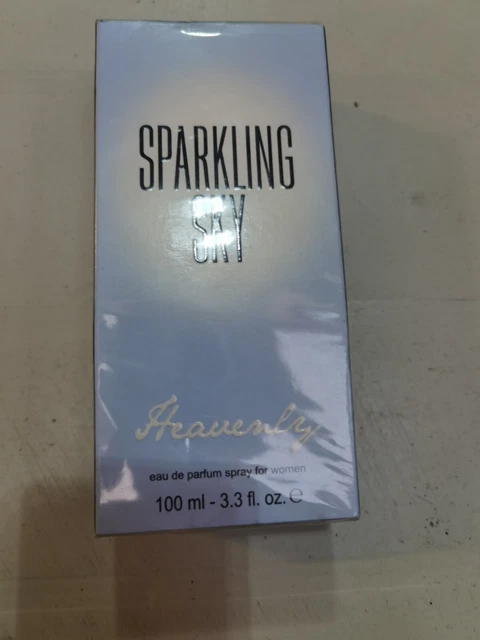 SPARKLING
SKY
Heavenly
eau de parfum spray for women
100 ml - 3.3 fl. oz. ℮